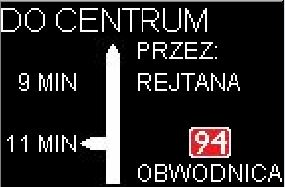 DO CENTRUM
PRZEZ:
9 MIN REJTANA
11 MIN 94
OBWODNICA